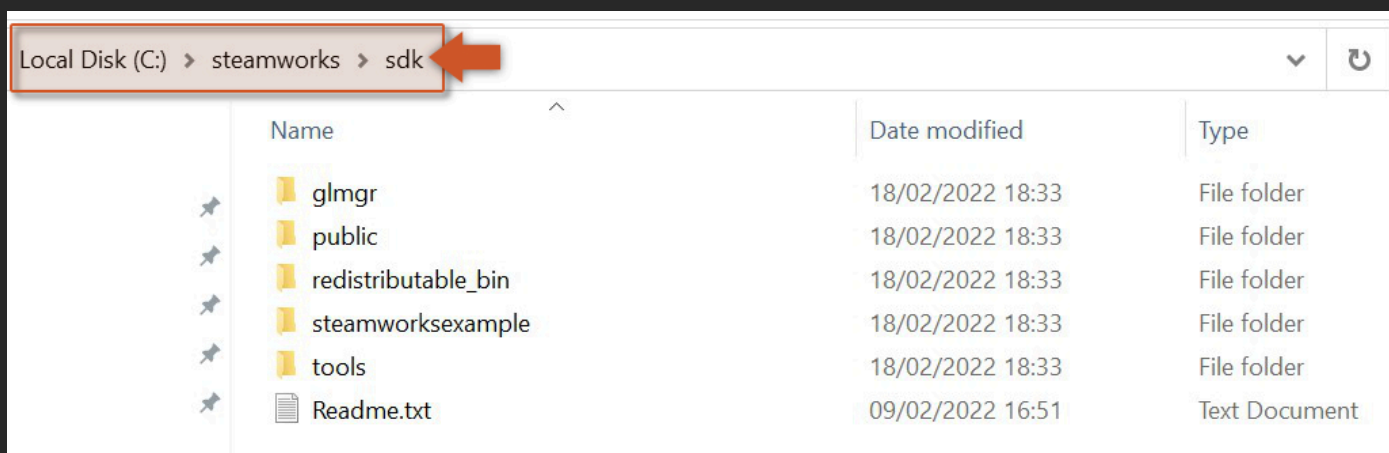 Local Disk (C:) > steamworks > sdk
Name Date modified Type
glmgr 18/02/2022 18:33 File folder
public 18/02/2022 18:33 File folder
redistributable_bin 18/02/2022 18:33 File folder
steamworksexample 18/02/2022 18:33 File folder
tools 18/02/2022 18:33 File folder
Readme.txt 09/02/2022 16:51 Text Document